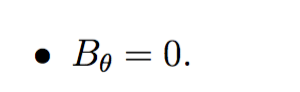 • B_θ = 0.